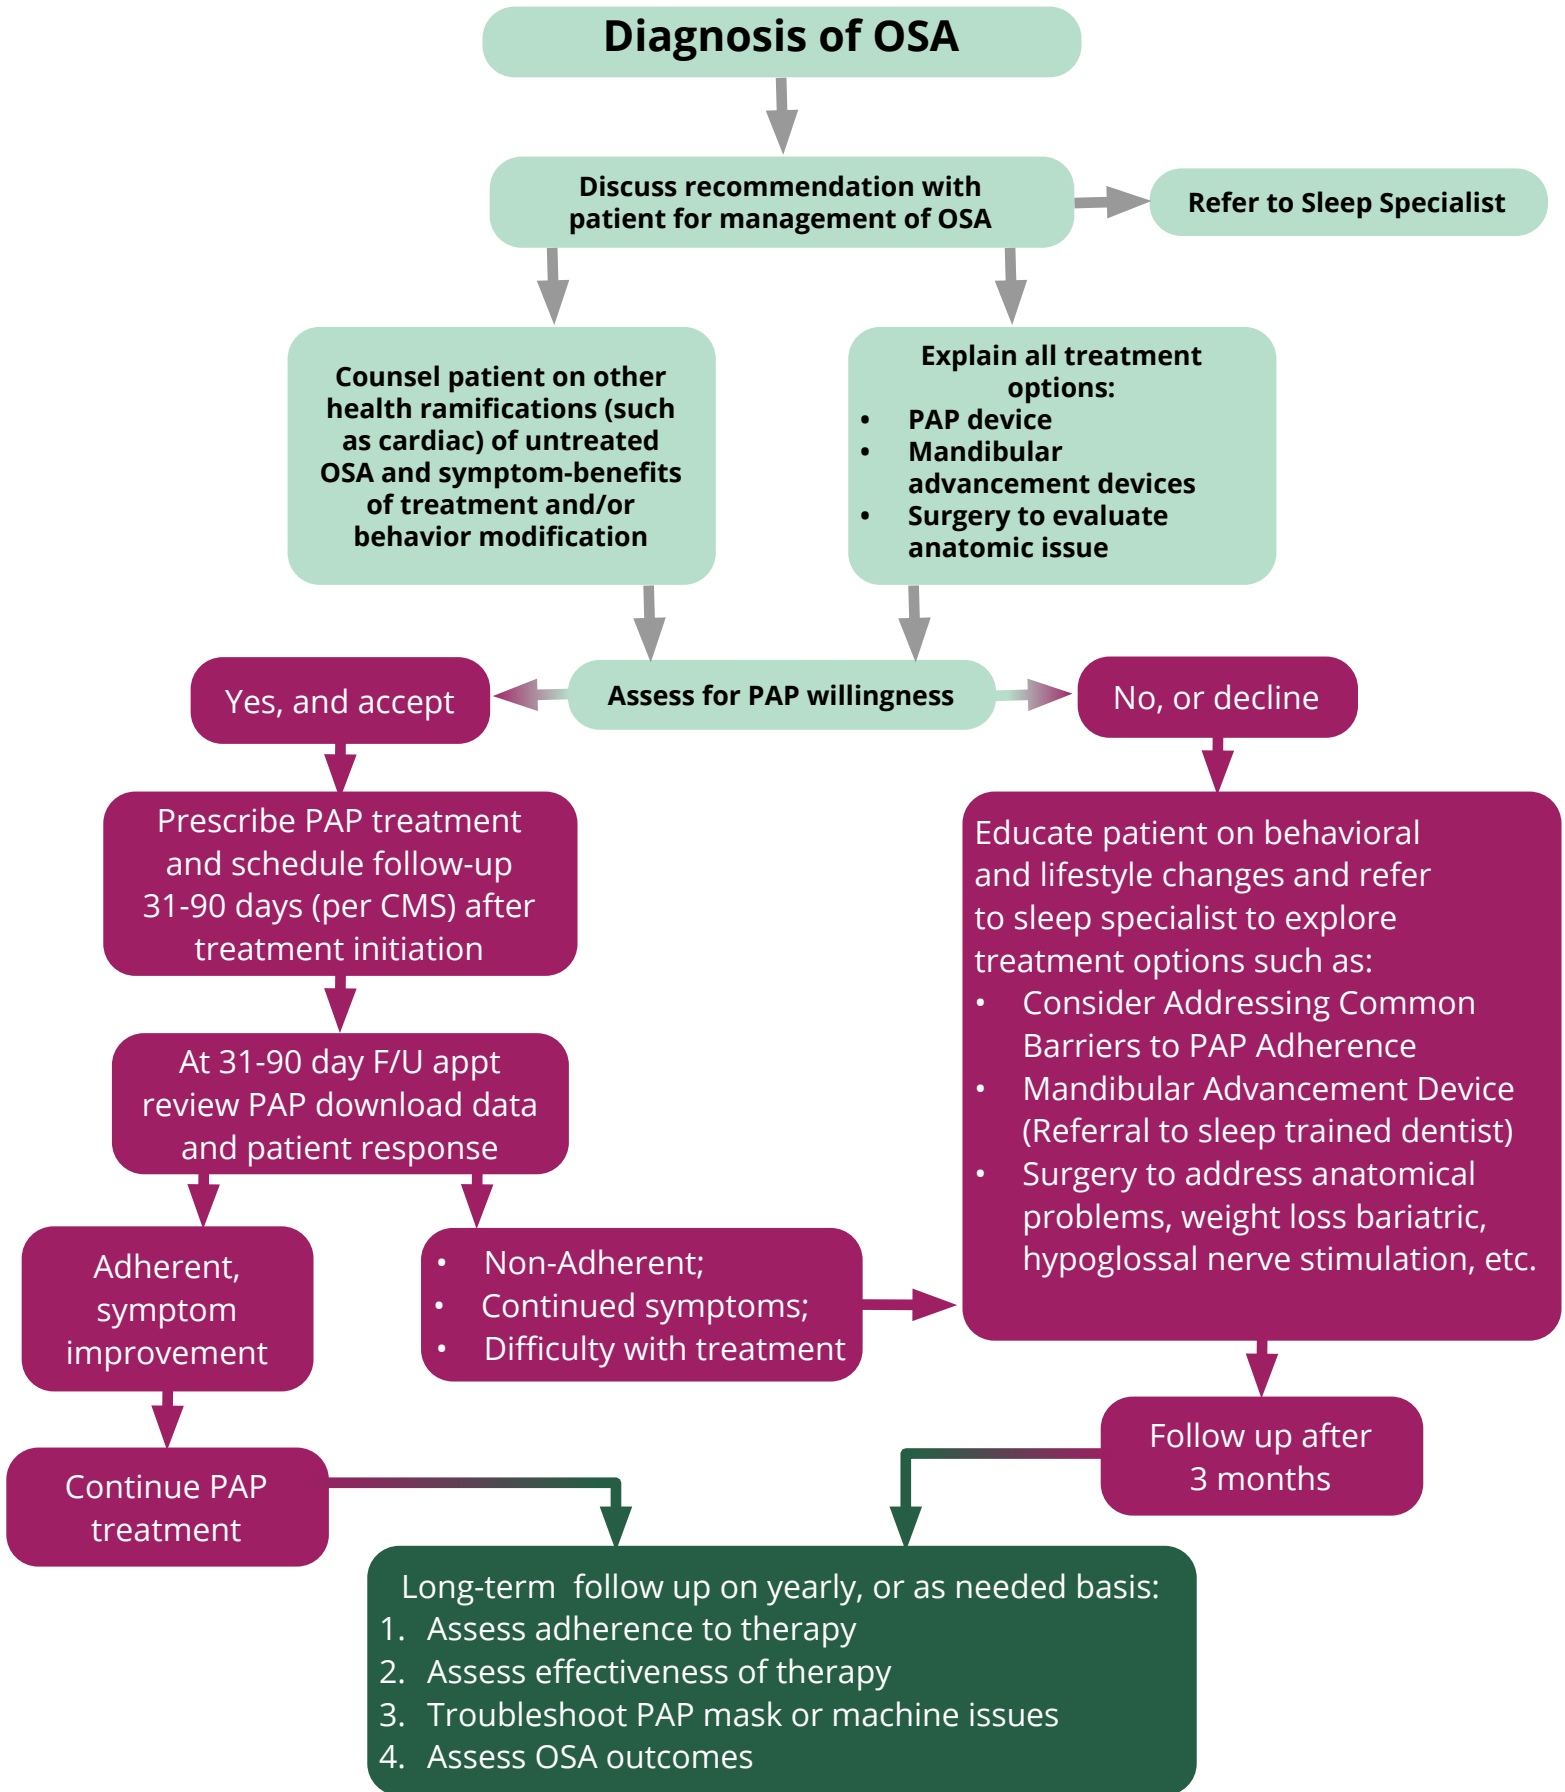 Diagnosis of OSA
Discuss recommendation with
patient for management of OSA
Refer to Sleep Specialist
Counsel patient on other
health ramifications (such
as cardiac) of untreated
OSA and symptom-benefits
of treatment and/or
behavior modification
Explain all treatment
options:
• PAP device
• Mandibular
advancement devices
• Surgery to evaluate
anatomic issue
Yes, and accept
Assess for PAP willingness
No, or decline
Prescribe PAP treatment
and schedule follow-up
31-90 days (per CMS) after
treatment initiation
Educate patient on behavioral
and lifestyle changes and refer
to sleep specialist to explore
treatment options such as:
• Consider Addressing Common
Barriers to PAP Adherence
• Mandibular Advancement Device
(Referral to sleep trained dentist)
• Surgery to address anatomical
problems, weight loss bariatric,
hypoglossal nerve stimulation, etc.
At 31-90 day F/U appt
review PAP download data
and patient response
Adherent,
symptom
improvement
• Non-Adherent;
• Continued symptoms;
• Difficulty with treatment
Continue PAP
treatment
Follow up after
3 months
Long-term follow up on yearly, or as needed basis:
1. Assess adherence to therapy
2. Assess effectiveness of therapy
3. Troubleshoot PAP mask or machine issues
4. Assess OSA outcomes